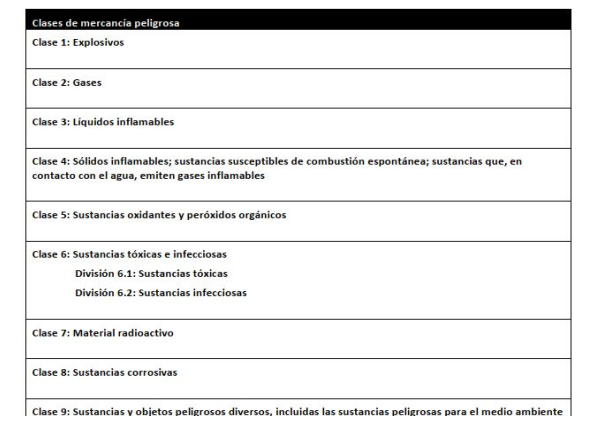 Clases de mercancía peligrosa
Clase 1: Explosivos
Clase 2: Gases
Clase 3: Líquidos inflamables
Clase 4: Sólidos inflamables; sustancias susceptibles de combustión espontánea; sustancias que, en
contacto con el agua, emiten gases inflamables
Clase 5: Sustancias oxidantes y peróxidos orgánicos
Clase 6: Sustancias tóxicas e infecciosas
División 6.1: Sustancias tóxicas
División 6.2: Sustancias infecciosas
Clase 7: Material radioactivo
Clase 8: Sustancias corrosivas
Clase 9: Sustancias y objetos peligrosos diversos, incluidas las sustancias peligrosas para el medio ambiente